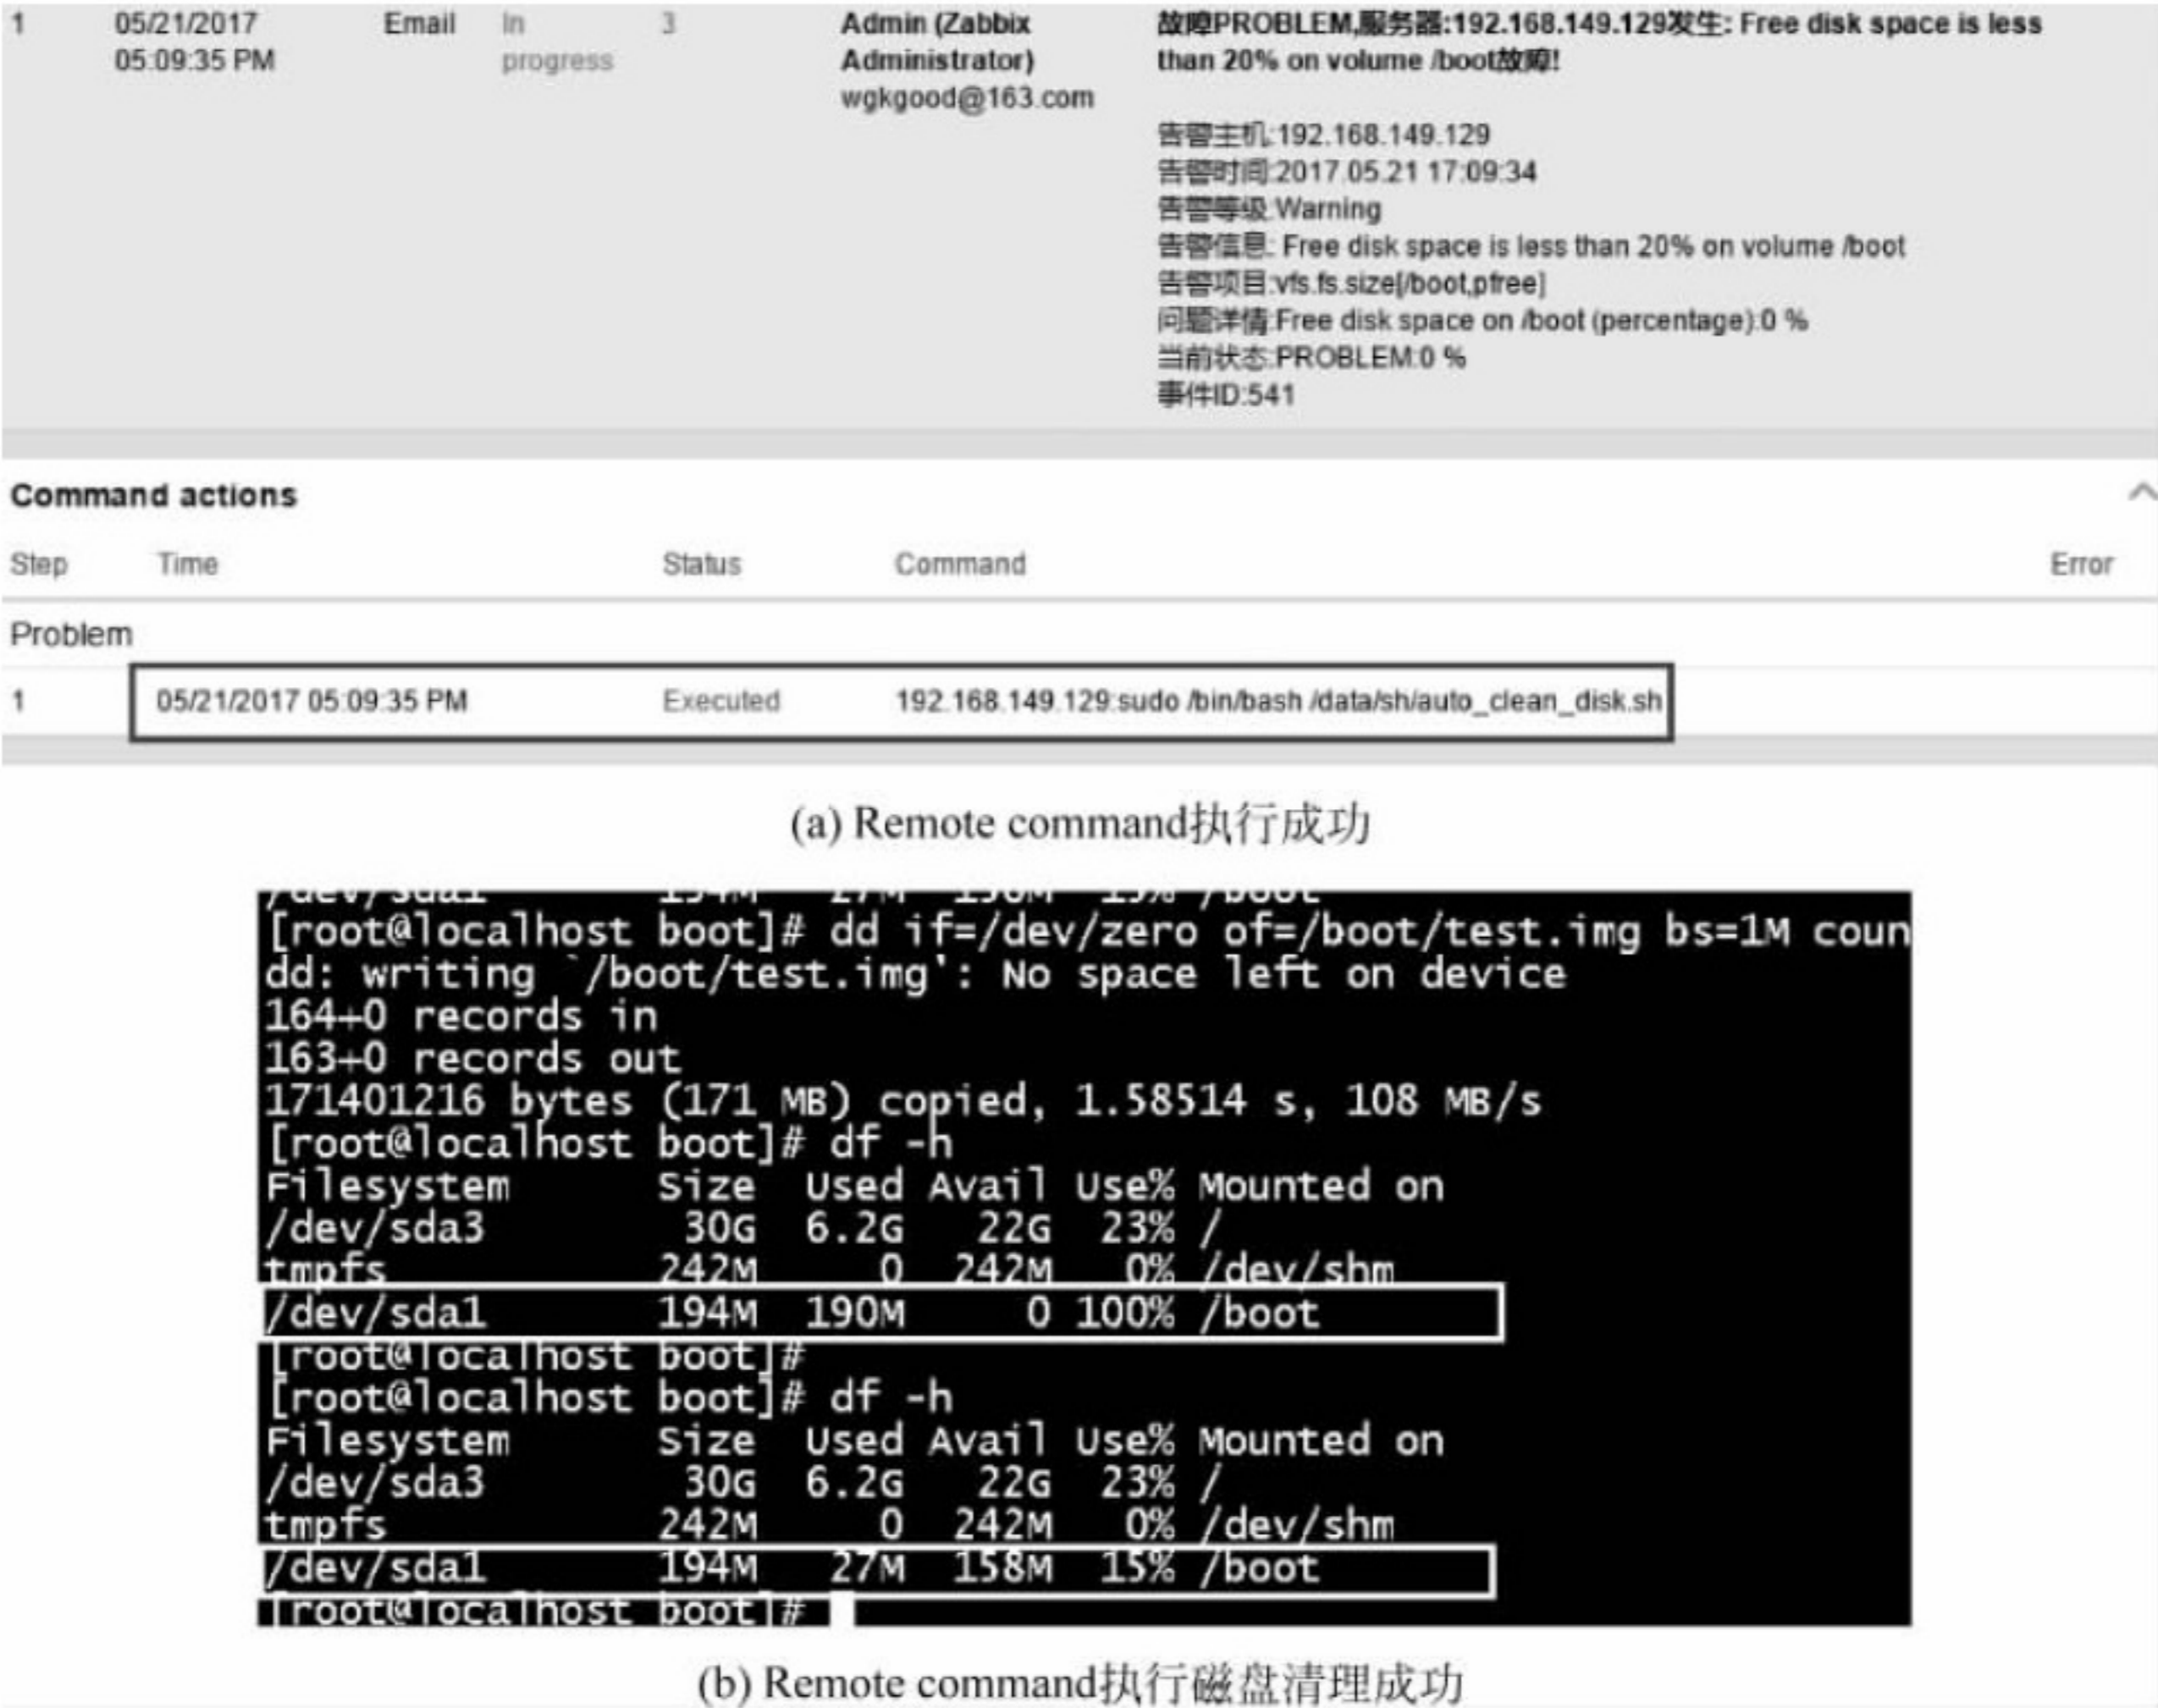 1 05/21/2017 Email In 3 Admin (Zabbix 故障PROBLEM,服务器:192.168.149.129发生: Free disk space is less
05:09:35 PM progress Administrator) than 20% on volume /boot故障!
wgkgood@163.com
告警主机:192.168.149.129
告警时间:2017.05.21 17:09:34
告警等级:Warning
告警信息: Free disk space is less than 20% on volume /boot
告警项目:vfs.fs.size[/boot,pfree]
问题详情:Free disk space on /boot (percentage):0 %
当前状态:PROBLEM:0 %
事件ID:541
Command actions
Step Time Status Command Error
Problem
1 05/21/2017 05:09:35 PM Executed 192.168.149.129:sudo /bin/bash /data/sh/auto_clean_disk.sh
(a) Remote command执行成功
/dev/sda1 194M 27M 158M 15% /boot
[root@localhost boot]# dd if=/dev/zero of=/boot/test.img bs=1M coun
dd: writing `/boot/test.img': No space left on device
164+0 records in
163+0 records out
171401216 bytes (171 MB) copied, 1.58514 s, 108 MB/s
[root@localhost boot]# df -h
Filesystem Size Used Avail Use% Mounted on
/dev/sda3 30G 6.2G 22G 23% /
tmpfs 242M 0 242M 0% /dev/shm
/dev/sda1 194M 190M 0 100% /boot
[root@localhost boot]#
[root@localhost boot]# df -h
Filesystem Size Used Avail Use% Mounted on
/dev/sda3 30G 6.2G 22G 23% /
tmpfs 242M 0 242M 0% /dev/shm
/dev/sda1 194M 27M 158M 15% /boot
[root@localhost boot]#
(b) Remote command执行磁盘清理成功